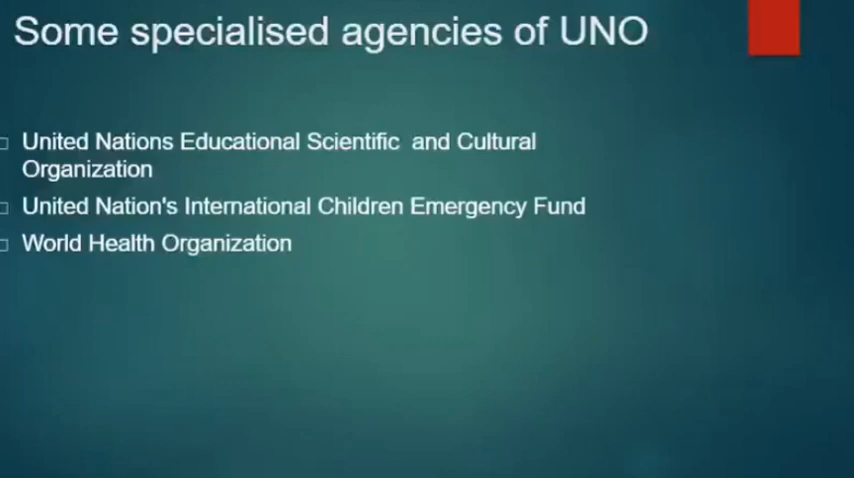 Some specialised agencies of UNO
United Nations Educational Scientific and Cultural
Organization
United Nation's International Children Emergency Fund
World Health Organization